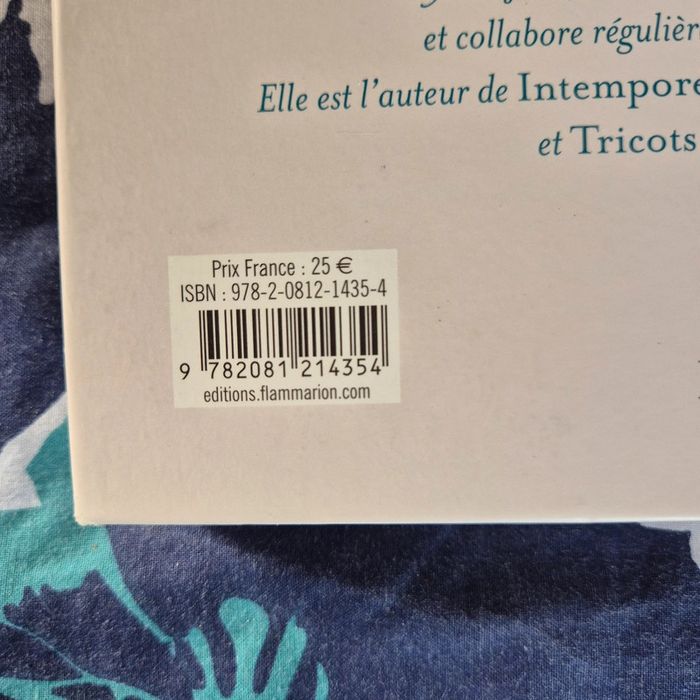 et collabore régulièr
Elle est l'auteur de Intempore
et Tricots
Prix France : 25 €
ISBN : 978-2-0812-1435-4
9 782081 214354
editions.flammarion.com